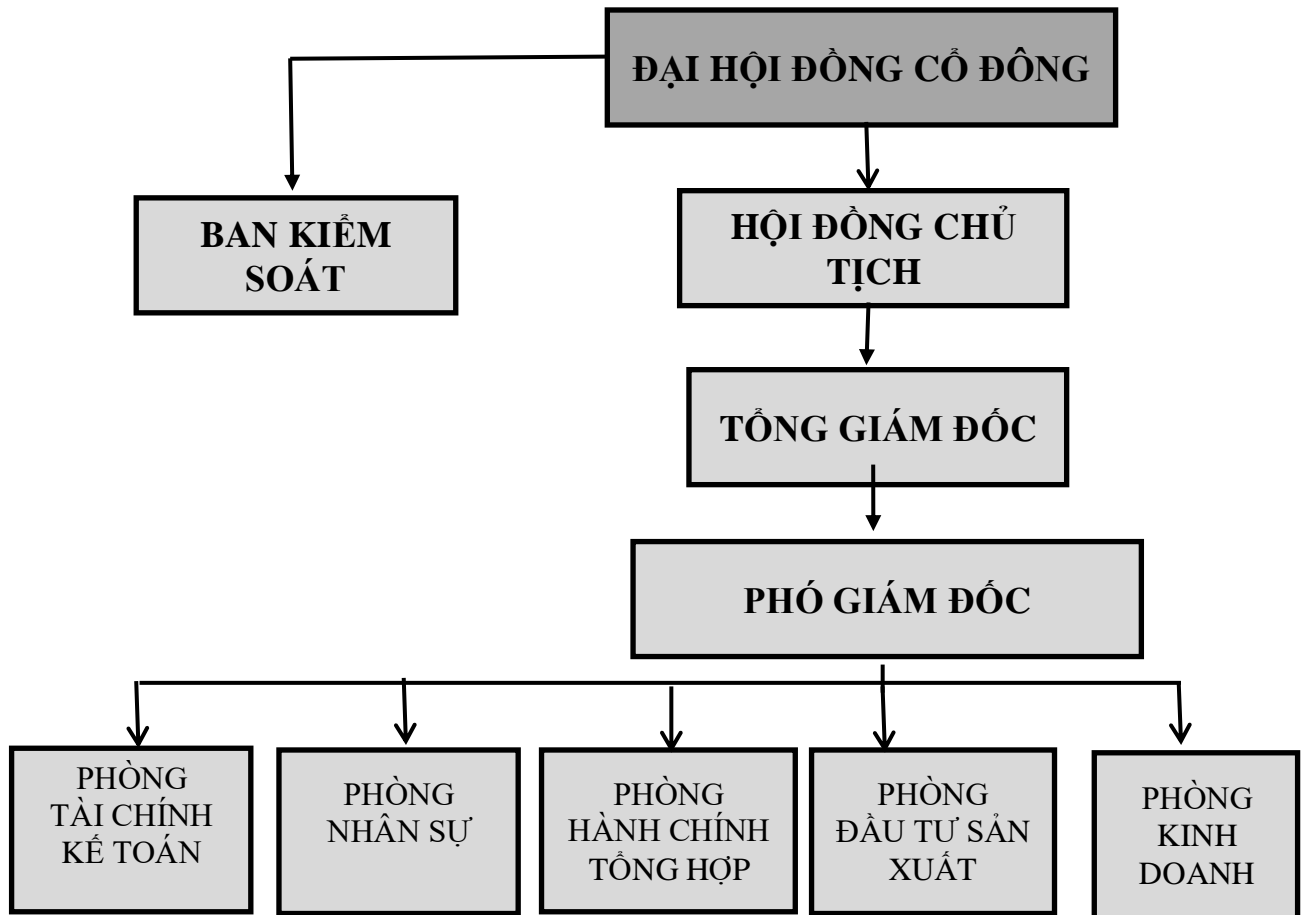 ĐẠI HỘI ĐỒNG CỔ ĐÔNG
BAN KIỂM
SOÁT
HỘI ĐỒNG CHỦ
TỊCH
TỔNG GIÁM ĐỐC
PHÓ GIÁM ĐỐC
PHÒNG
TÀI CHÍNH
KẾ TOÁN
PHÒNG
NHÂN SỰ
PHÒNG
HÀNH CHÍNH
TỔNG HỢP
PHÒNG
ĐẦU TƯ SẢN
XUẤT
PHÒNG
KINH
DOANH